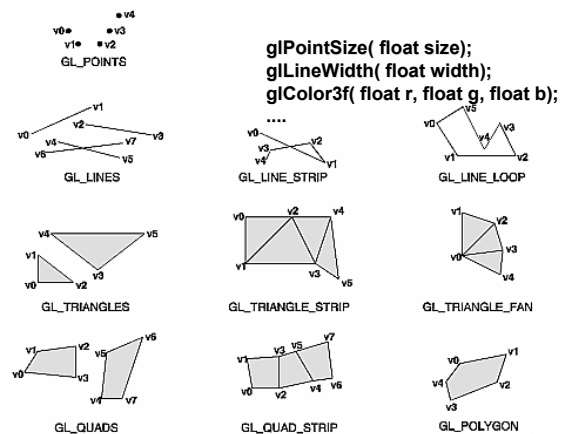 v4
v0
v1 v2
GL_POINTS
glPointSize( float size);
glLineWidth( float width);
glColor3f( float r, float g, float b);
....
v1
v0 v2 v3
v4 v7
v6 v5
GL_LINES
v0
v3 v2
v4 v1
GL_LINE_STRIP
v5
v0 v3
v4
v1 v2
GL_LINE_LOOP
v4 v5
v1
v3
v0 v2
GL_TRIANGLES
v0 v2 v4
v1 v3
v5
GL_TRIANGLE_STRIP
v1
v2
v0 v3
v4
GL_TRIANGLE_FAN
v6
v1 v2 v5
v0 v3
v4 v7
GL_QUADS
v7
v1 v3 v5
v0 v2 v4 v6
GL_QUAD_STRIP
v0 v1
v4 v2
v3
GL_POLYGON